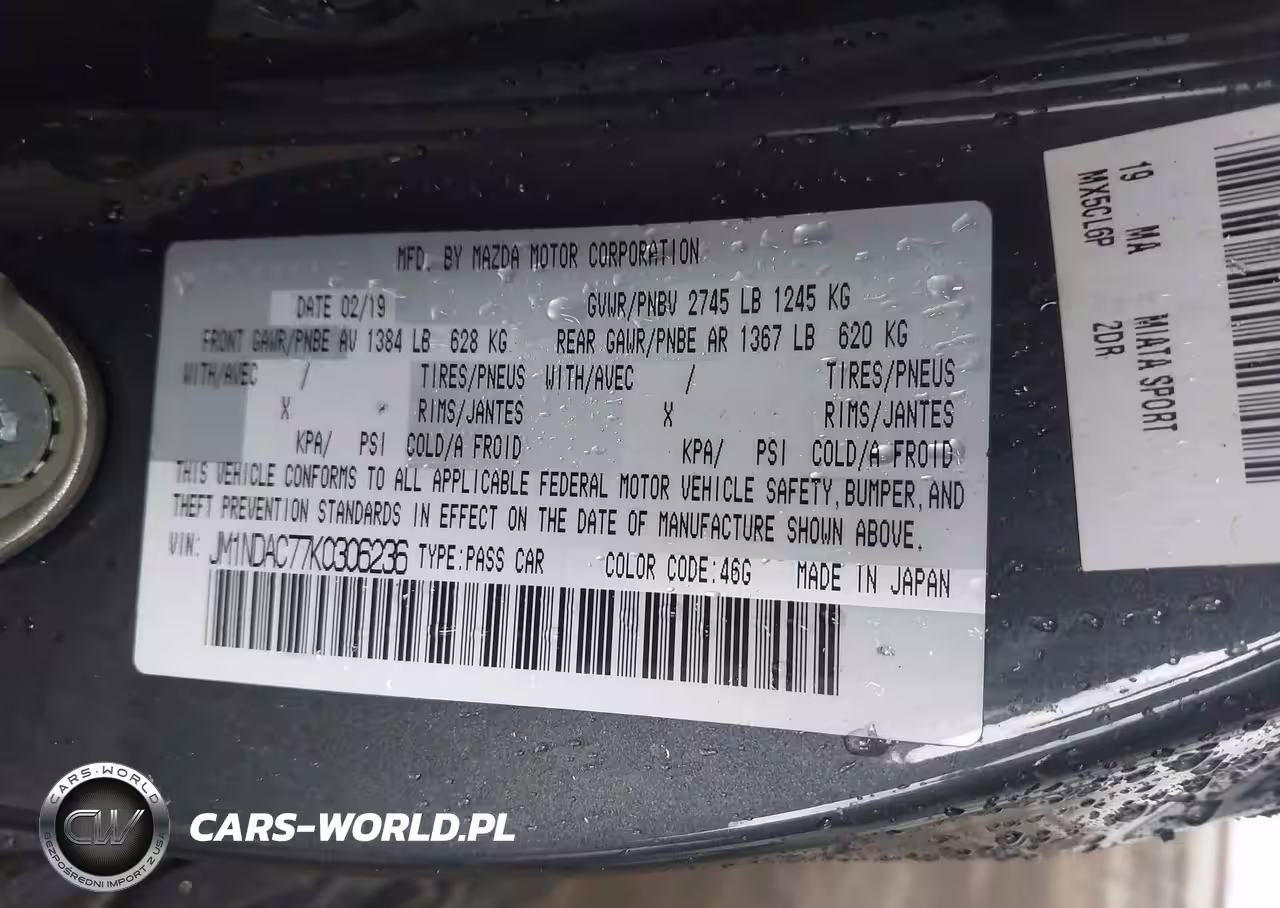 MFD. BY MAZDA MOTOR CORPORATION
DATE 02/19 GVWR/PNBV 2745 LB 1245 KG
FRONT GAWR/PNBE AV 1384 LB 628 KG REAR GAWR/PNBE AR 1367 LB 620 KG
WITH/AVEC / TIRES/PNEUS WITH/AVEC / TIRES/PNEUS
X RIMS/JANTES X RIMS/JANTES
KPA/ PSI COLD/A FROID KPA/ PSI COLD/A FROID
THIS VEHICLE CONFORMS TO ALL APPLICABLE FEDERAL MOTOR VEHICLE SAFETY, BUMPER, AND
THEFT PREVENTION STANDARDS IN EFFECT ON THE DATE OF MANUFACTURE SHOWN ABOVE.
VIN: JM1NDAC77K0306236 TYPE:PASS CAR COLOR CODE:46G MADE IN JAPAN
19 MA MIATA SPORT
MX5CL6P 2DR
CARS-WORLD
CW
BEZPOŚREDNI IMPORT Z USA
CARS-WORLD.PL